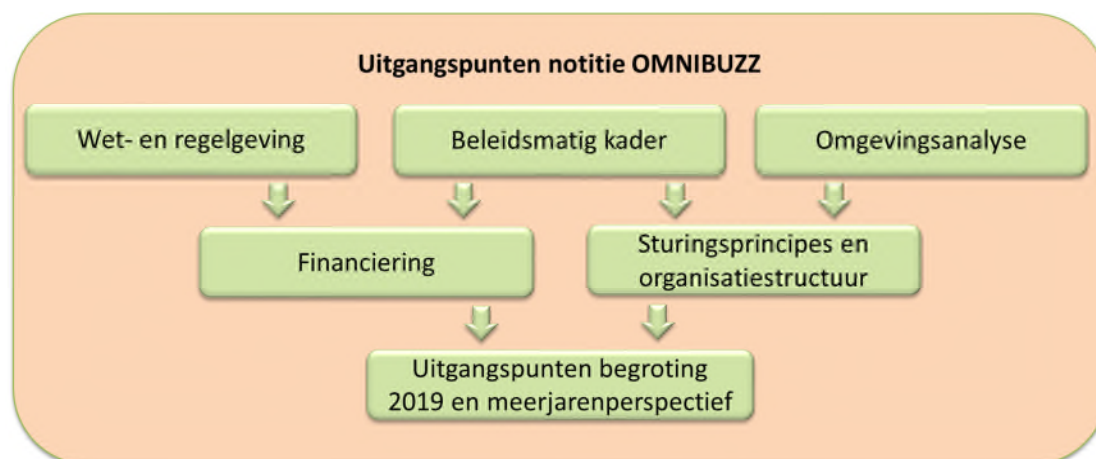 Uitgangspunten notitie OMNIBUZZ
Wet- en regelgeving
Beleidsmatig kader
Omgevingsanalyse
Financiering
Sturingsprincipes en
organisatiestructuur
Uitgangspunten begroting
2019 en meerjarenperspectief